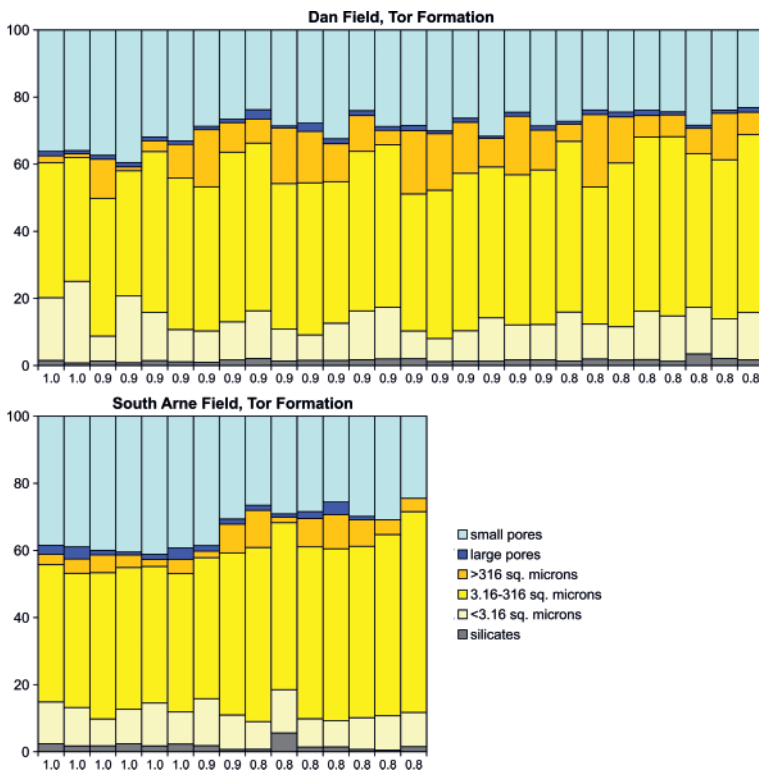 Dan Field, Tor Formation
100
80
60
40
20
0
1.0 1.0 0.9 0.9 0.9 0.9 0.9 0.9 0.9 0.9 0.9 0.9 0.9 0.9 0.9 0.9 0.9 0.9 0.9 0.9 0.8 0.8 0.8 0.8 0.8 0.8 0.8 0.8
South Arne Field, Tor Formation
100
80
60
40
20
0
1.0 1.0 1.0 1.0 1.0 1.0 0.9 0.9 0.8 0.8 0.8 0.8 0.8 0.8 0.8
small pores
large pores
>316 sq. microns
3.16-316 sq. microns
<3.16 sq. microns
silicates